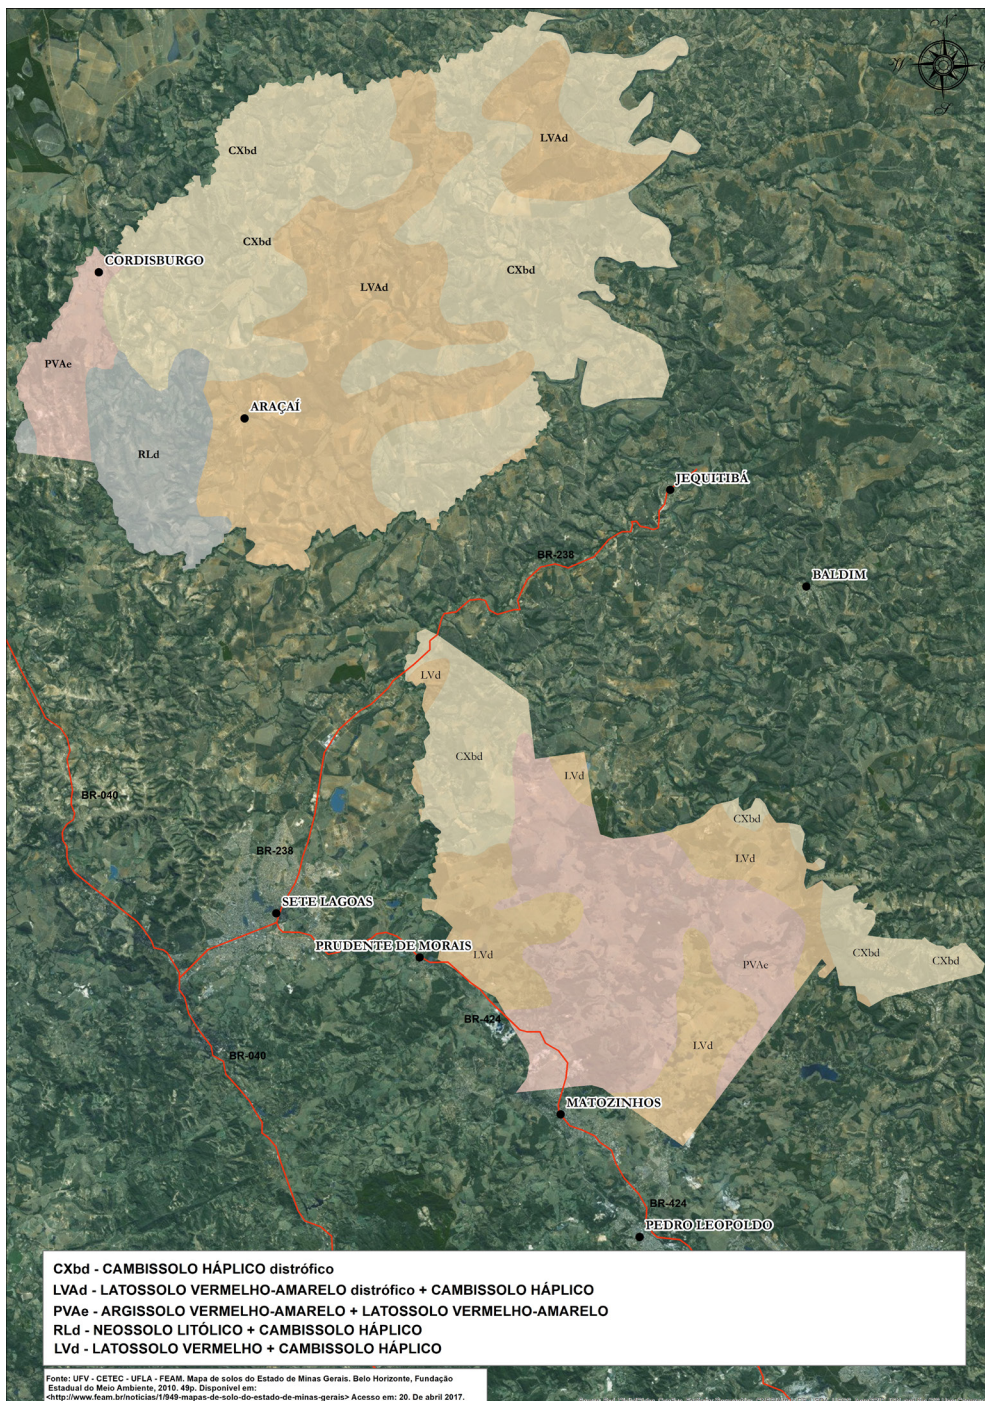 N
W
S
LVAd
CXbd
CXbd
CORDISBURGO
CXbd
LVAd
PVAe
ARAÇAÍ
RLd
JEQUITIBÁ
BR-238
BALDIM
LVd
CXbd
LVd
BR-040
CXbd
BR-238
LVd
SETE LAGOAS
PRUDENTE DE MORAIS
LVd
CXbd
CXbd
PVAe
BR-424
LVd
BR-040
MATOZINHOS
BR-424
PEDRO LEOPOLDO
CXbd - CAMBISSOLO HÁPLICO distrófico
LVAd - LATOSSOLO VERMELHO-AMARELO distrófico + CAMBISSOLO HÁPLICO
PVAe - ARGISSOLO VERMELHO-AMARELO + LATOSSOLO VERMELHO-AMARELO
RLd - NEOSSOLO LITÓLICO + CAMBISSOLO HÁPLICO
LVd - LATOSSOLO VERMELHO + CAMBISSOLO HÁPLICO
Fonte: UFV - CETEC - UFLA - FEAM. Mapa de solos do Estado de Minas Gerais. Belo Horizonte, Fundação
Estadual do Meio Ambiente, 2010. 49p. Disponivel em:
<http://www.feam.br/noticias/1/949-mapas-de-solo-do-estado-de-minas-gerais> Acesso em: 20. De abril 2017.